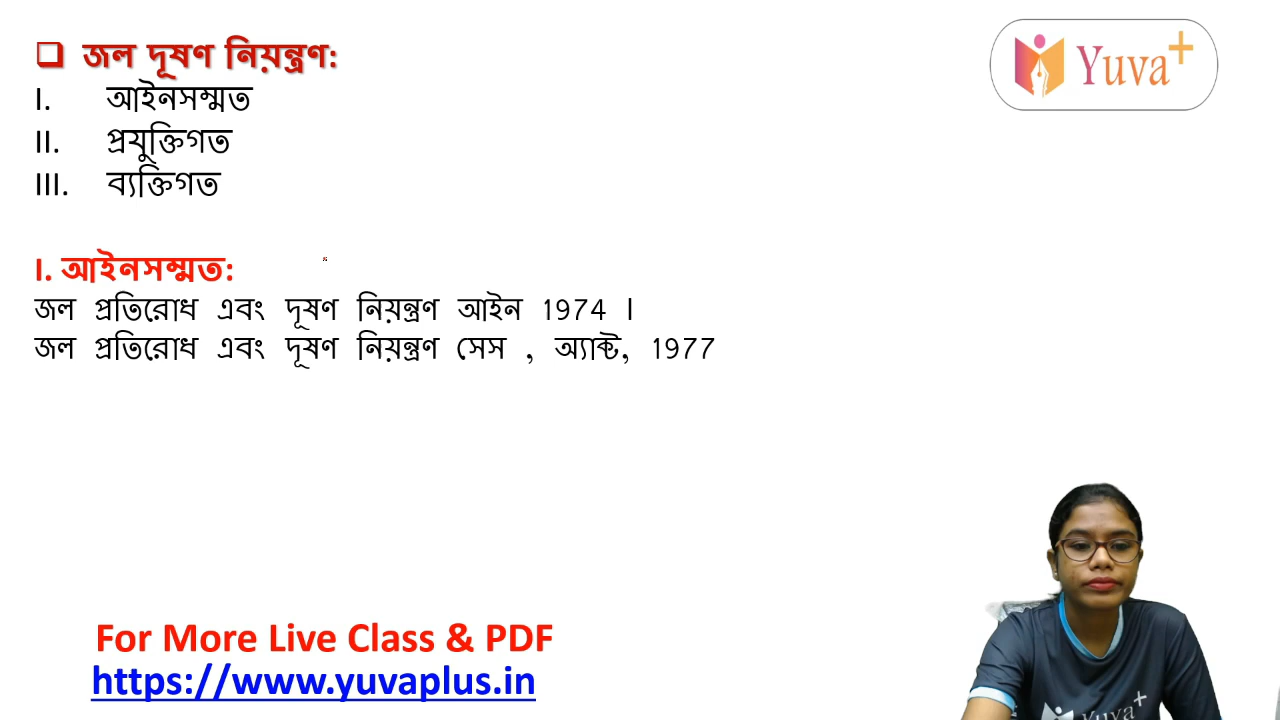 ❑ জল দূষণ নিয়ন্ত্রণ:
I. আইনসম্মত
II. প্রযুক্তিগত
III. ব্যক্তিগত
I. আইনসম্মত:
জল প্রতিরোধ এবং দূষণ নিয়ন্ত্রণ আইন 1974 ।
জল প্রতিরোধ এবং দূষণ নিয়ন্ত্রণ সেস , অ্যাক্ট, 1977
Yuva+
For More Live Class & PDF
https://www.yuvaplus.in
Yuva+